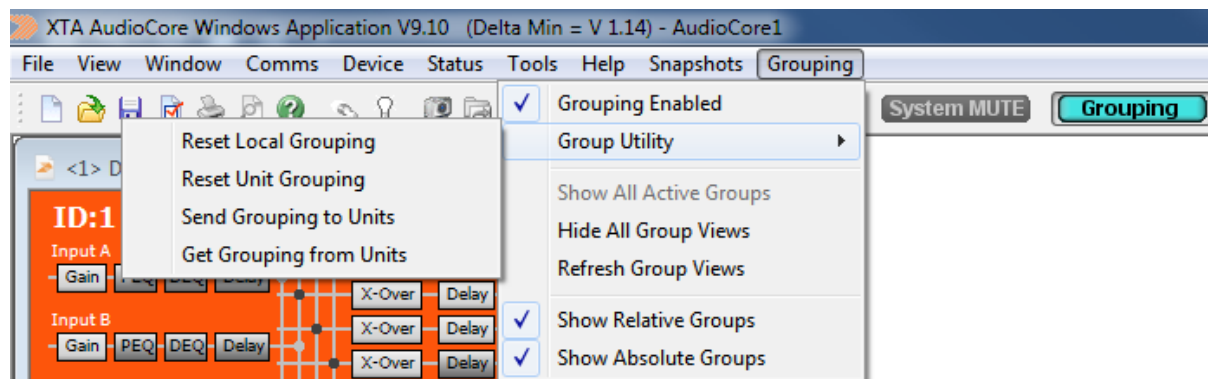 XTA AudioCore Windows Application V9.10 (Delta Min = V 1.14) - AudioCore1
File View Window Comms Device Status Tools Help Snapshots Grouping
System MUTE Grouping
Grouping Enabled
Group Utility
Show All Active Groups
Hide All Group Views
Refresh Group Views
Show Relative Groups
Show Absolute Groups
Reset Local Grouping
Reset Unit Grouping
Send Grouping to Units
Get Grouping from Units
<1> D
ID:1
Input A
Gain PEQ DEQ Delay
X-Over Delay
Input B
Gain PEQ DEQ Delay
X-Over Delay
X-Over Delay